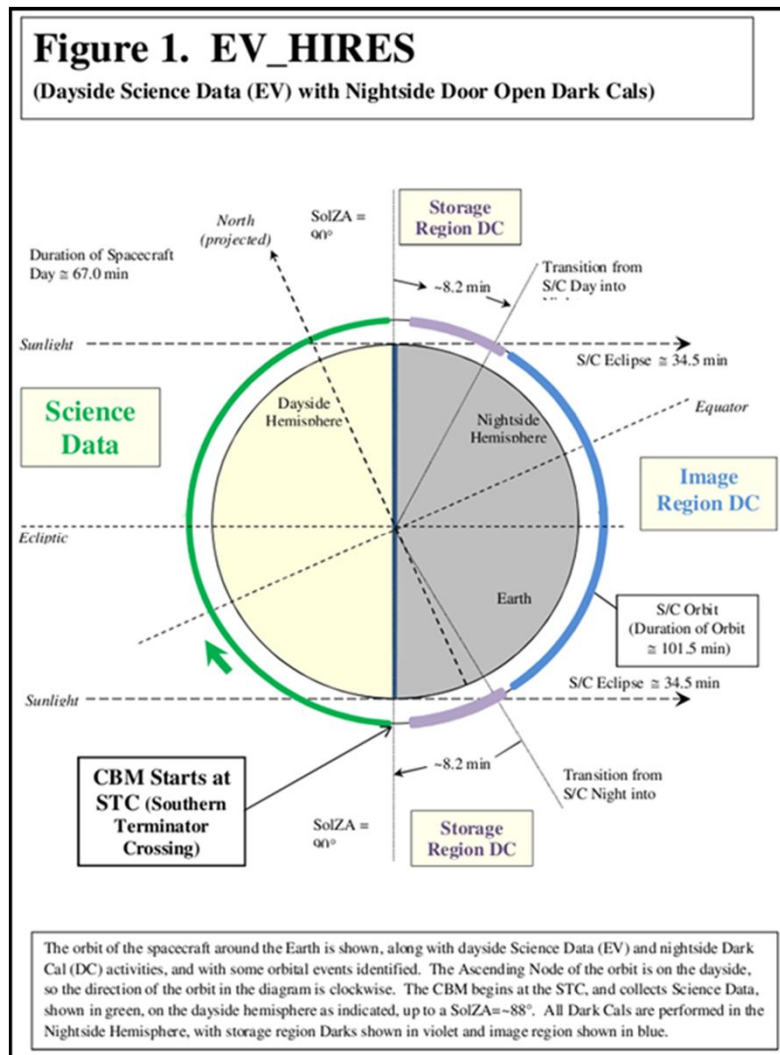 Figure 1. EV_HIRES
(Dayside Science Data (EV) with Nightside Door Open Dark Cals)
North
(projected)
SolZA =
90°
Storage
Region DC
Duration of Spacecraft
Day ≅ 67.0 min
~8.2 min
Transition from
S/C Day into
Sunlight
S/C Eclipse ≅ 34.5 min
Science
Data
Dayside
Hemisphere
Nightside
Hemisphere
Equator
Image
Region DC
Ecliptic
Earth
S/C Orbit
(Duration of Orbit
≅ 101.5 min)
Sunlight
S/C Eclipse ≅ 34.5 min
CBM Starts at
STC (Southern
Terminator
Crossing)
~8.2 min
Transition from
S/C Night into
SolZA =
90°
Storage
Region DC
The orbit of the spacecraft around the Earth is shown, along with dayside Science Data (EV) and nightside Dark
Cal (DC) activities, and with some orbital events identified. The Ascending Node of the orbit is on the dayside,
so the direction of the orbit in the diagram is clockwise. The CBM begins at the STC, and collects Science Data,
shown in green, on the dayside hemisphere as indicated, up to a SolZA=~88°. All Dark Cals are performed in the
Nightside Hemisphere, with storage region Darks shown in violet and image region shown in blue.